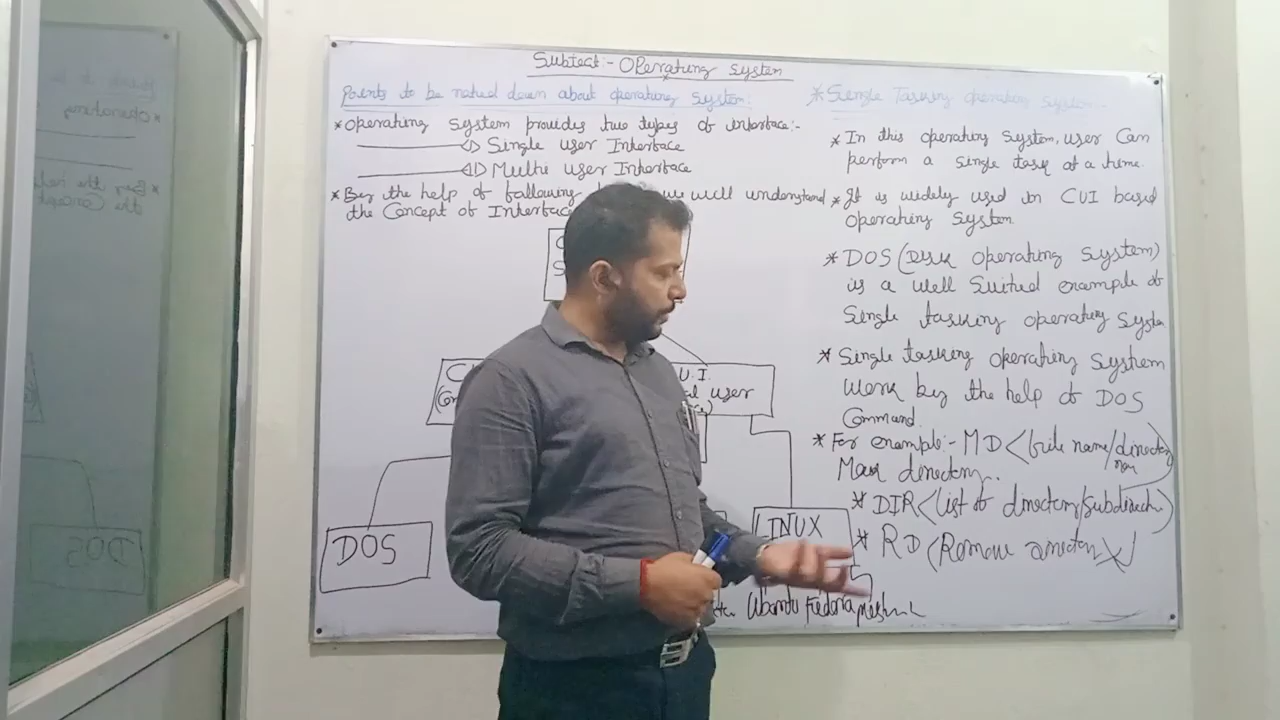 Subject:- Operating System
Points to be noted down about operating system:
* Operating System provides two types of interface:-
Single user Interface
Multi user Interface
* By the help of following we will understand
the Concept of Interface
C
S
C
(Com
U.I.
al user
DOS
LINUX
Ubantu Fedora
* Single Tasking operating system-
* In this operating System, user Can
perform a single task at a time.
* It is widely used in CUI based
operating System.
* DOS (Disk operating System)
is a well Suited example of
Single tasking operating System
* Single tasking operating System
work by the help of DOS
Command.
* For example:- MD <file name/directory
Make directory.
* DIR <list of directory/Subdirectory)
* RD (Remove directory)